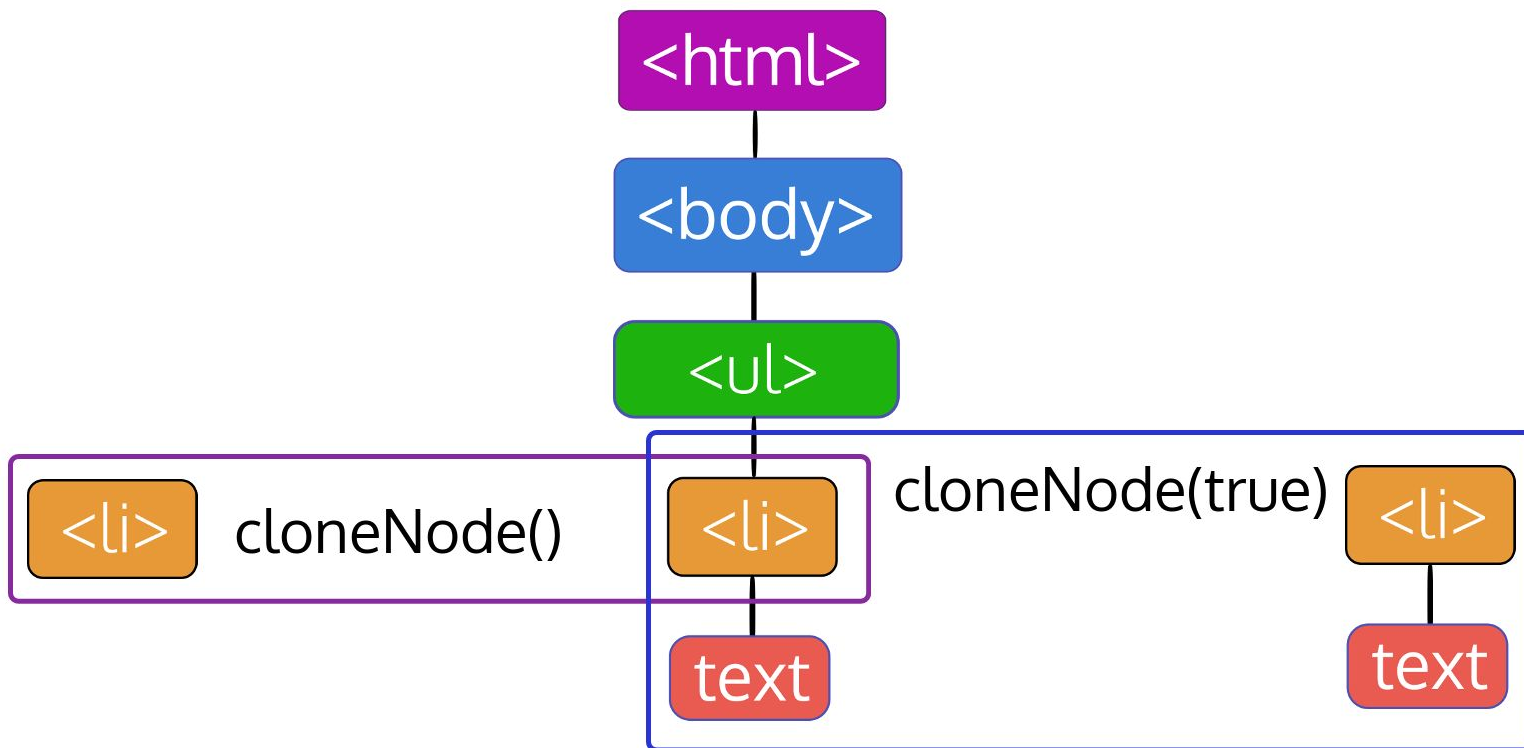 <html>
<body>
<ul>
<li> cloneNode() <li> cloneNode(true) <li>
text text